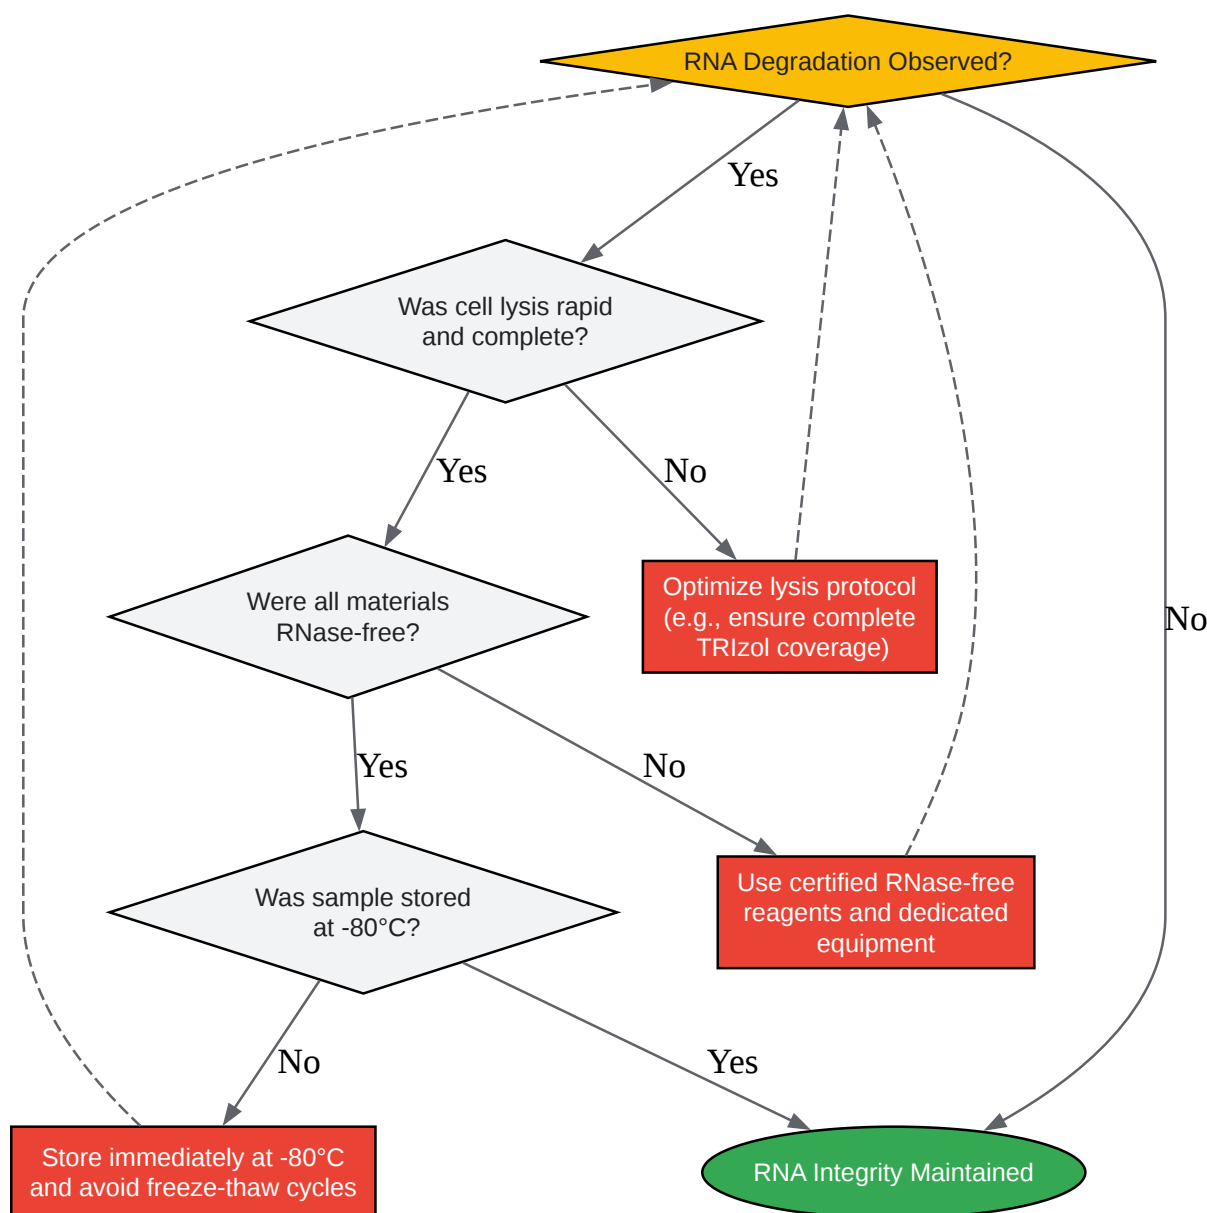 RNA Degradation Observed?
Yes
Was cell lysis rapid
and complete?
Yes
No
Were all materials
RNase-free?
Optimize lysis protocol
(e.g., ensure complete
TRIzol coverage)
No
Yes
No
Was sample stored
at -80°C?
Use certified RNase-free
reagents and dedicated
equipment
No
Yes
Store immediately at -80°C
and avoid freeze-thaw cycles
RNA Integrity Maintained